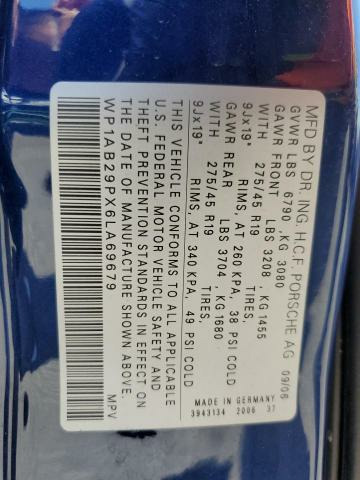 MFD BY DR. ING. H.C.F. PORSCHE AG 09/06
GVWR LBS 6790 ,KG 3080
GAWR FRONT LBS 3208 ,KG 1455
WITH 275/45 R19 TIRES,
9Jx19" RIMS, AT 260 KPA, 38 PSI COLD
GAWR REAR LBS 3704 ,KG 1680
WITH 275/45 R19 TIRES,
9Jx19" RIMS, AT 340 KPA, 49 PSI COLD
THIS VEHICLE CONFORMS TO ALL APPLICABLE
U.S. FEDERAL MOTOR VEHICLE SAFETY AND
THEFT PREVENTION STANDARDS IN EFFECT ON
THE DATE OF MANUFACTURE SHOWN ABOVE.
WP1AB29PX6LA69679 MPV
MADE IN GERMANY
3943134 2006 37